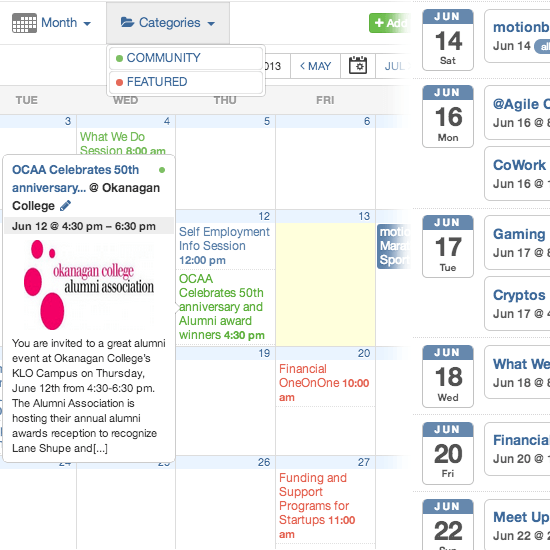 Month
Categories
Add
COMMUNITY
FEATURED
013
< MAY
JUL
TUE WED THU FRI
3 4 5 6
What We Do
Session 8:00 am
OCAA Celebrates 50th
anniversary... @ Okanagan
College
Jun 12 @ 4:30 pm – 6:30 pm
okanagan college
alumni association
You are invited to a great alumni
event at Okanagan College's
KLO Campus on Thursday,
June 12th from 4:30-6:30 pm.
The Alumni Association is
hosting their annual alumni
awards reception to recognize
Lane Shupe and[...]
12 13
Self Employment
Info Session
12:00 pm
OCAA
Celebrates 50th
anniversary and
Alumni award
winners 4:30 pm
motio
Mara
Sport
19 20
Financial
OneOnOne 10:00
am
24 25 26 27
Funding and
Support
Programs for
Startups 11:00
am
JUN
14
Sat
motionb
Jun 14 all
JUN
16
Mon
@Agile C
Jun 16 @ 8
CoWork
Jun 16 @ 1
JUN
17
Tue
Gaming
Jun 17 @ 8
Cryptos
Jun 17 @ 4
JUN
18
Wed
What We
Jun 18 @ 8
JUN
20
Fri
Financia
Jun 20 @ 1
JUN
22
Sun
Meet Up
Jun 22 @ 2